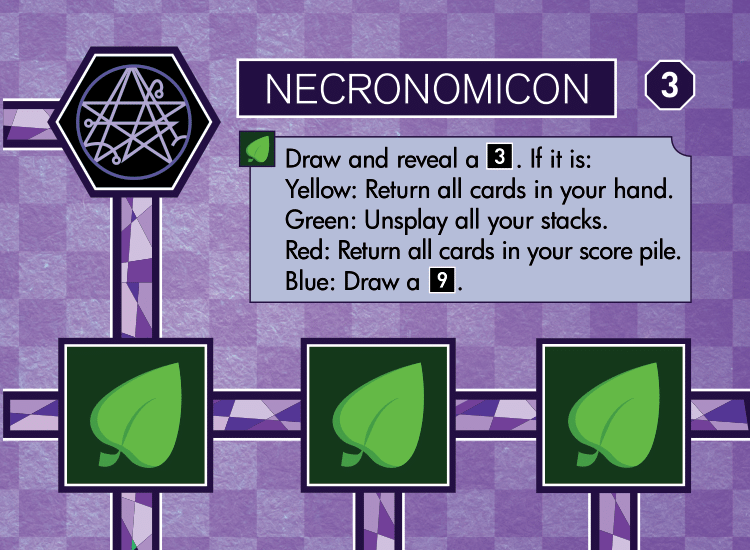 NECRONOMICON 3
Draw and reveal a 3. If it is:
Yellow: Return all cards in your hand.
Green: Unsplay all your stacks.
Red: Return all cards in your score pile.
Blue: Draw a 9.